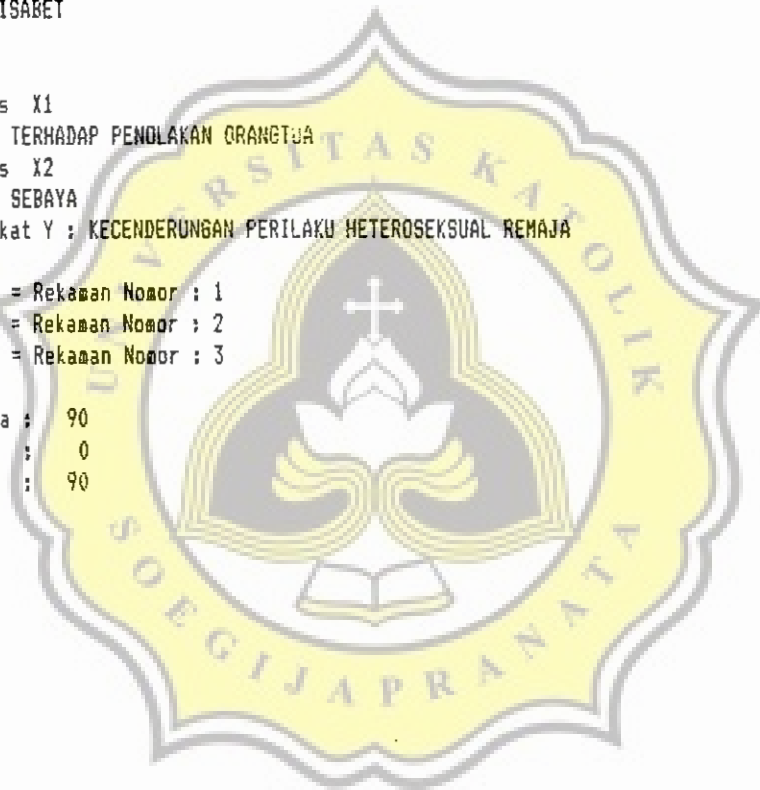 ISABET
s X1
TERHADAP PENOLAKAN ORANGTUA
s X2
SEBAYA
kat Y : KECENDERUNGAN PERILAKU HETEROSEKSUAL REMAJA
= Rekaman Nomor : 1
= Rekaman Nomor : 2
= Rekaman Nomor : 3
a : 90
: 0
: 90
UNIVERSITAS KATOLIK
SOEGIJAPRANATA